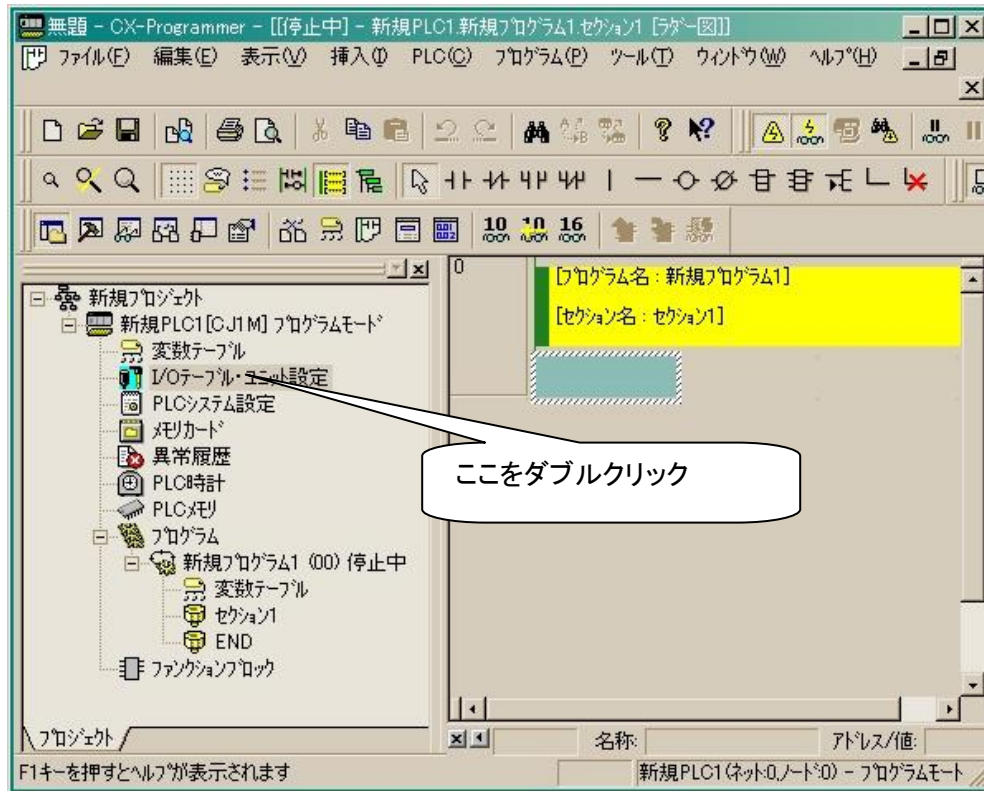 無題 - CX-Programmer - [[停止中] - 新規PLC1.新規ﾌﾟﾛｸﾞﾗﾑ1.ｾｸｼｮﾝ1 [ﾗﾀﾞｰ図]]
ﾌｧｲﾙ(F) 編集(E) 表示(V) 挿入(I) PLC(C) ﾌﾟﾛｸﾞﾗﾑ(P) ﾂｰﾙ(T) ｳｨﾝﾄﾞｳ(W) ﾍﾙﾌﾟ(H)
10 10 16
新規ﾌﾟﾛｼﾞｪｸﾄ
新規PLC1[CJ1M] ﾌﾟﾛｸﾞﾗﾑﾓｰﾄﾞ
変数ﾃｰﾌﾞﾙ
I/Oﾃｰﾌﾞﾙ･ﾕﾆｯﾄ設定
PLCｼｽﾃﾑ設定
ﾒﾓﾘｶｰﾄﾞ
異常履歴
PLC時計
PLCﾒﾓﾘ
ﾌﾟﾛｸﾞﾗﾑ
新規ﾌﾟﾛｸﾞﾗﾑ1 (00) 停止中
変数ﾃｰﾌﾞﾙ
ｾｸｼｮﾝ1
END
ﾌｧﾝｸｼｮﾝﾌﾞﾛｯｸ
ﾌﾟﾛｼﾞｪｸﾄ
0
[ﾌﾟﾛｸﾞﾗﾑ名 : 新規ﾌﾟﾛｸﾞﾗﾑ1]
[ｾｸｼｮﾝ名 : ｾｸｼｮﾝ1]
ここをダブルクリック
名称: ｱﾄﾞﾚｽ/値:
F1ｷｰを押すとﾍﾙﾌﾟが表示されます
新規PLC1(ﾈｯﾄ:0,ﾉｰﾄﾞ:0) - ﾌﾟﾛｸﾞﾗﾑﾓｰﾄ